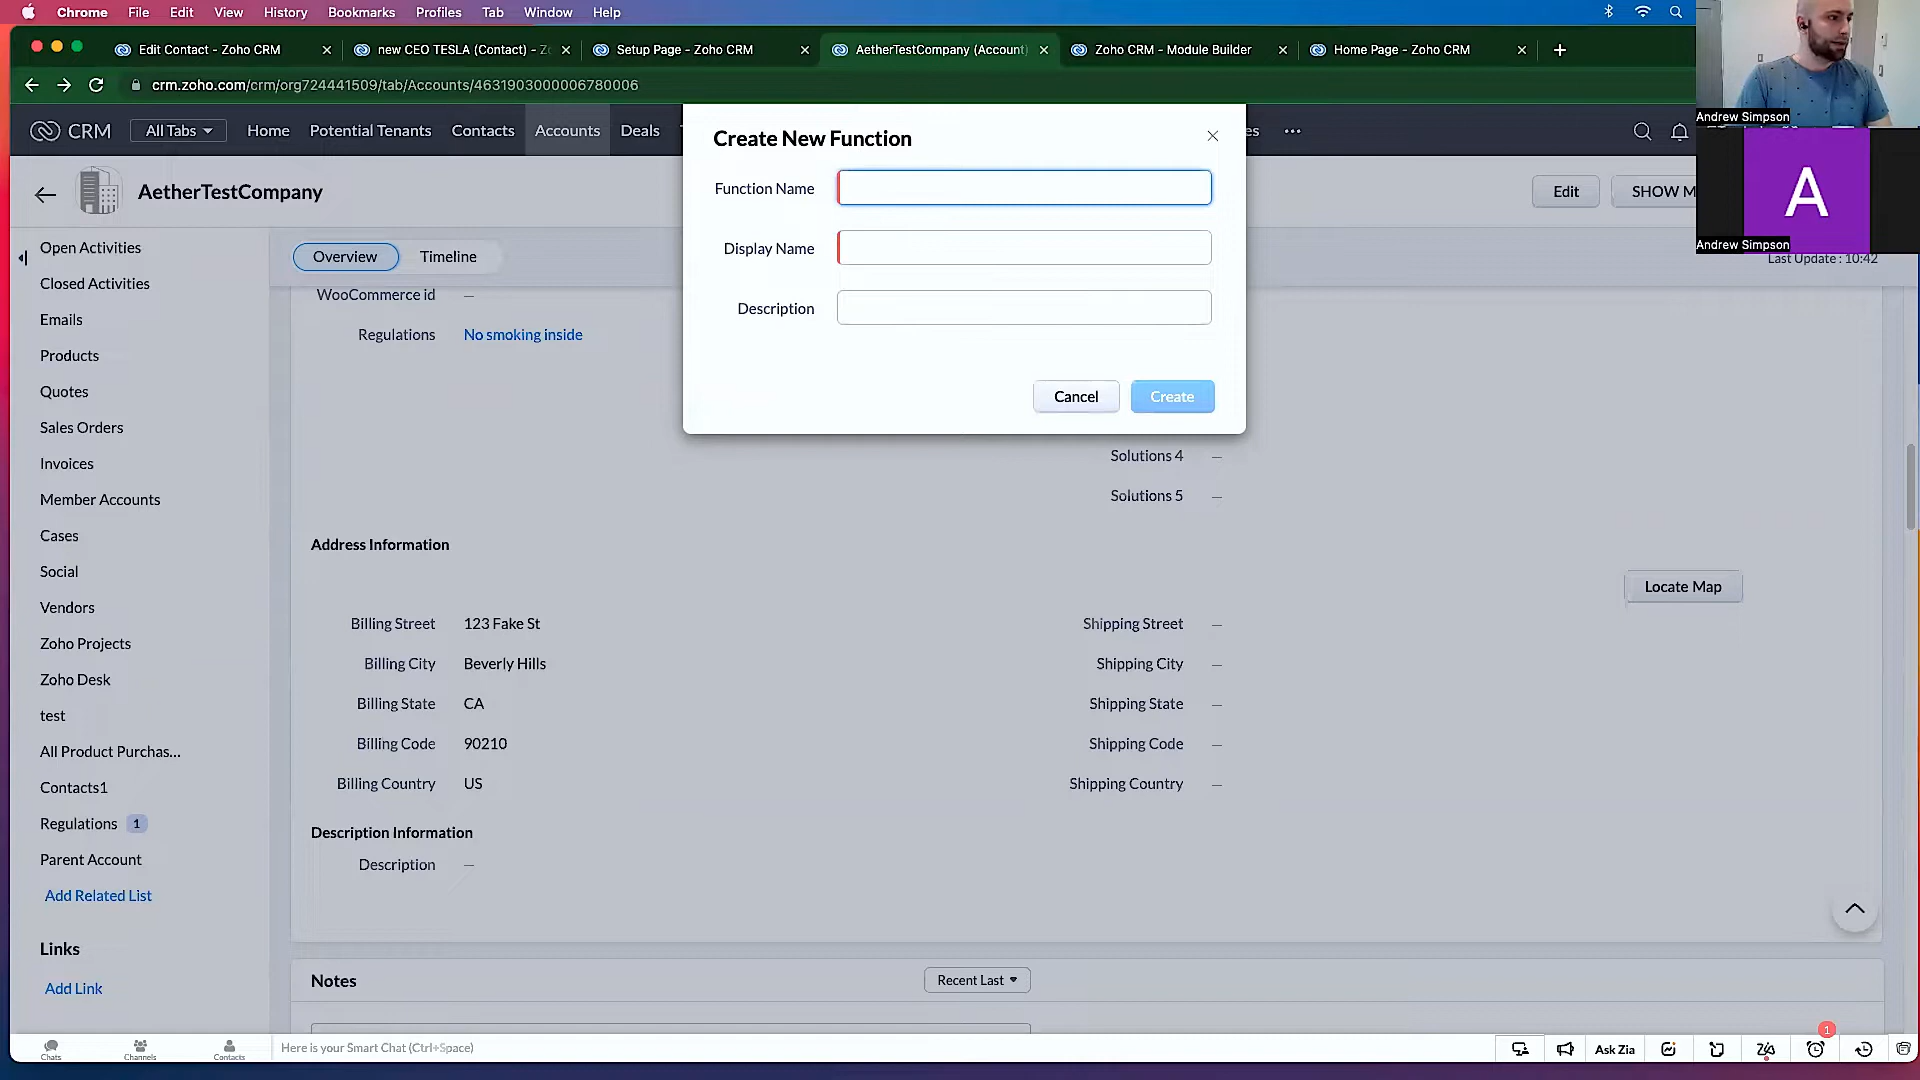 Chrome File Edit View History Bookmarks Profiles Tab Window Help
Edit Contact - Zoho CRM
new CEO TESLA (Contact) - Zo
Setup Page - Zoho CRM
AetherTestCompany (Account)
Zoho CRM - Module Builder
Home Page - Zoho CRM
crm.zoho.com/crm/org724441509/tab/Accounts/4631903000006780006
CRM All Tabs Home Potential Tenants Contacts Accounts Deals
Andrew Simpson
A
Andrew Simpson
Create New Function
Function Name
Display Name
Description
Cancel Create
AetherTestCompany
Edit SHOW M
Last Update : 10:42
Open Activities
Closed Activities
Emails
Products
Quotes
Sales Orders
Invoices
Member Accounts
Cases
Social
Vendors
Zoho Projects
Zoho Desk
test
All Product Purchas...
Contacts1
Regulations 1
Parent Account
Add Related List
Links
Add Link
Overview Timeline
WooCommerce id —
Regulations No smoking inside
Solutions 4 —
Solutions 5 —
Address Information
Locate Map
Billing Street 123 Fake St Shipping Street —
Billing City Beverly Hills Shipping City —
Billing State CA Shipping State —
Billing Code 90210 Shipping Code —
Billing Country US Shipping Country —
Description Information
Description —
Notes Recent Last
Chats Channels Contacts Here is your Smart Chat (Ctrl+Space) Ask Zia 1